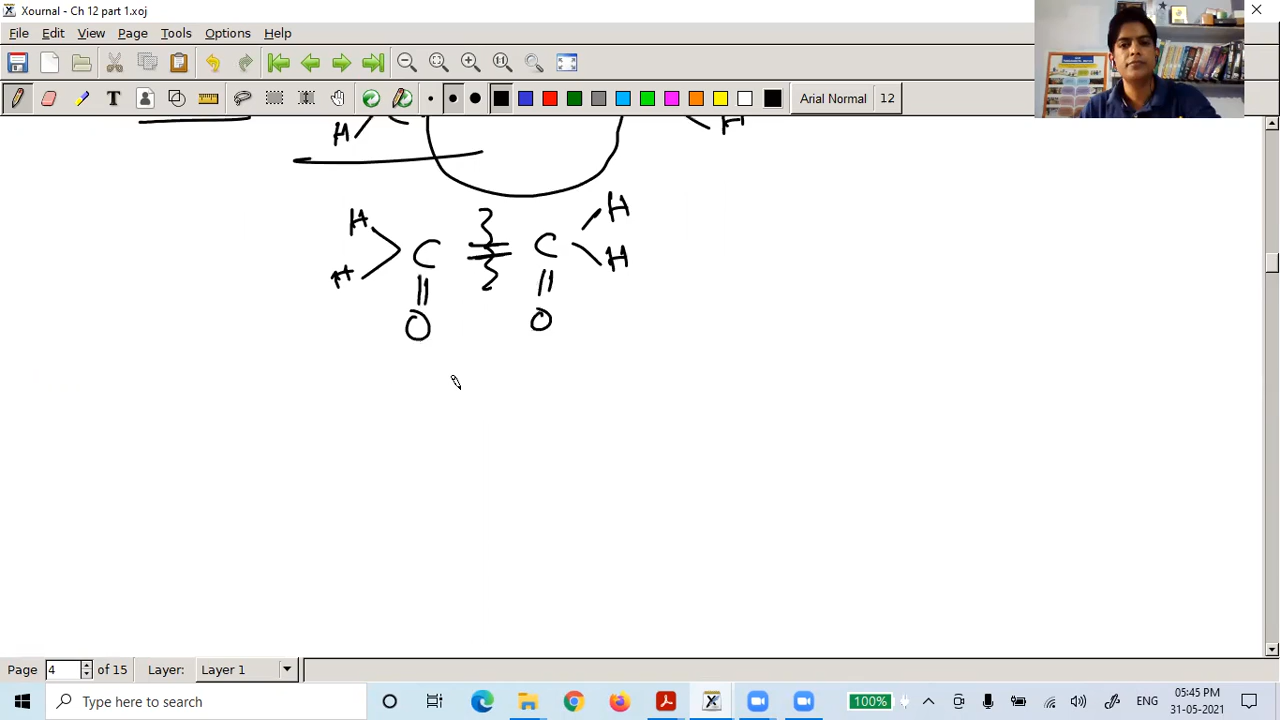 Xournal - Ch 12 part 1.xoj
File Edit View Page Tools Options Help
T Arial Normal 12
H H
H C C H
H H
O O
Page 4 of 15 Layer: Layer 1
Type here to search
100% ENG 05:45 PM
31-05-2021